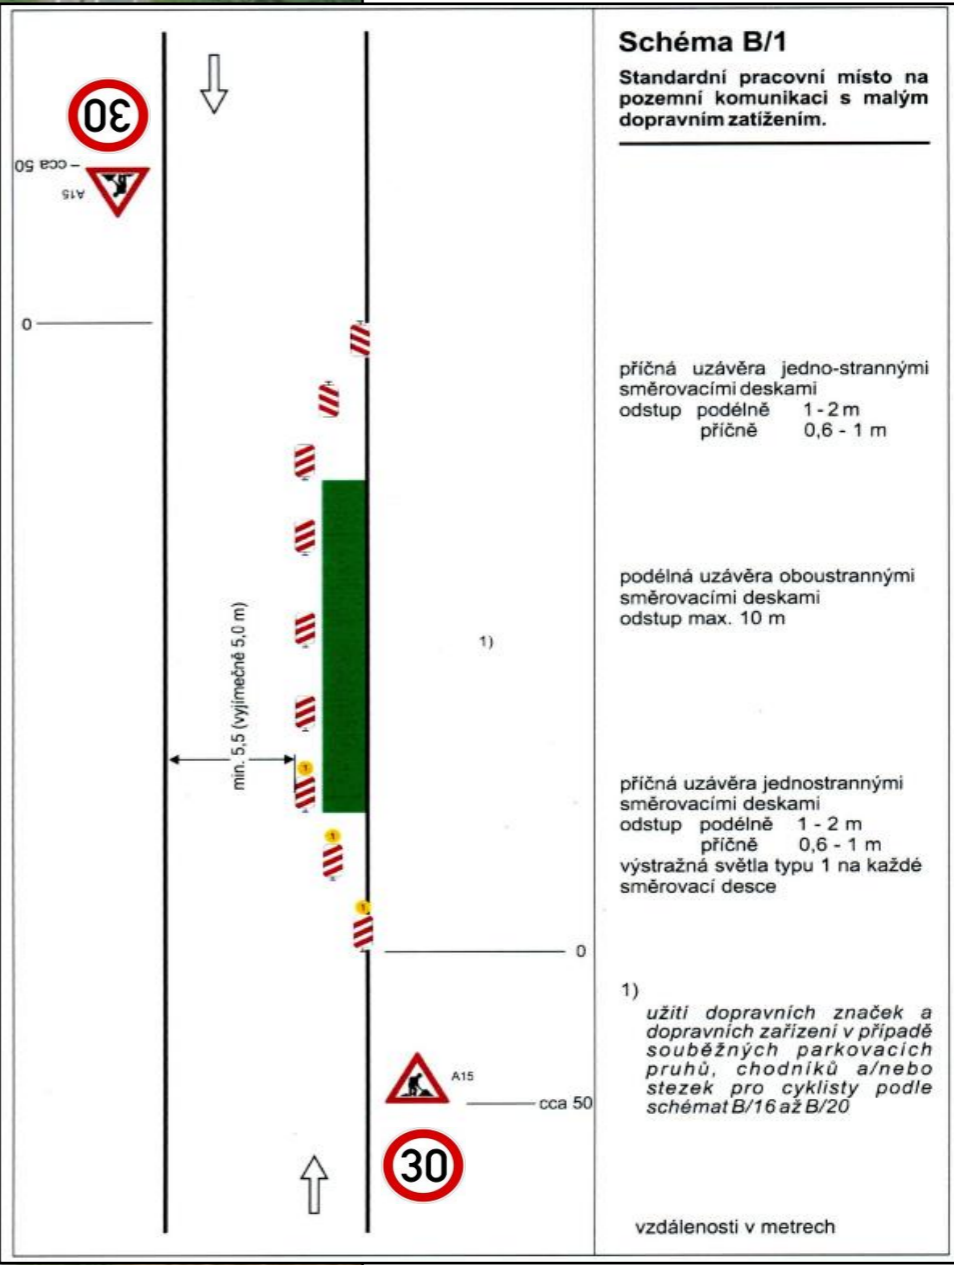 Schéma B/1
Standardní pracovní místo na
pozemní komunikaci s malým
dopravním zatížením.
30
cca 50
A15
0
příčná uzávěra jedno-strannými
směrovacími deskami
odstup podélně 1-2 m
příčně 0,6 - 1 m
podélná uzávěra oboustrannými
směrovacími deskami
odstup max. 10 m
min. 5,5 (vyjímečně 5,0 m)
1)
1
1
1
příčná uzávěra jednostrannými
směrovacími deskami
odstup podélně 1 - 2 m
příčně 0,6 - 1 m
výstražná světla typu 1 na každé
směrovací desce
0
1)
užití dopravních značek a
dopravních zařízení v případě
souběžných parkovacích
pruhů, chodníků a/nebo
stezek pro cyklisty podle
schémat B/16 až B/20
A15
cca 50
30
vzdálenosti v metrech